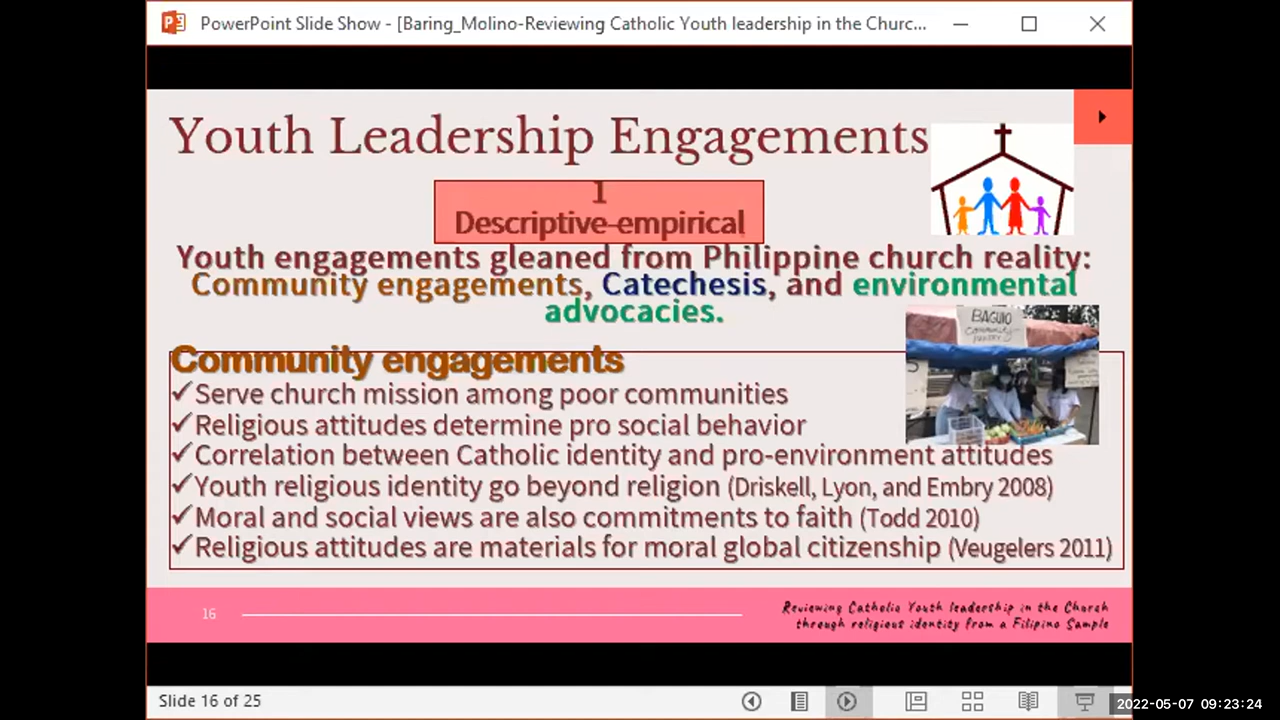 PowerPoint Slide Show - [Baring_Molino-Reviewing Catholic Youth leadership in the Churc...
Youth Leadership Engagements
1
Descriptive-empirical
Youth engagements gleaned from Philippine church reality:
Community engagements, Catechesis, and environmental
advocacies.
BAGUIO
COMMUNITY
PANTRY
Community engagements
✓Serve church mission among poor communities
✓Religious attitudes determine pro social behavior
✓Correlation between Catholic identity and pro-environment attitudes
✓Youth religious identity go beyond religion (Driskell, Lyon, and Embry 2008)
✓Moral and social views are also commitments to faith (Todd 2010)
✓Religious attitudes are materials for moral global citizenship (Veugelers 2011)
16
Reviewing Catholic Youth leadership in the Church
through religious identity from a Filipino Sample
Slide 16 of 25
2022-05-07 09:23:24